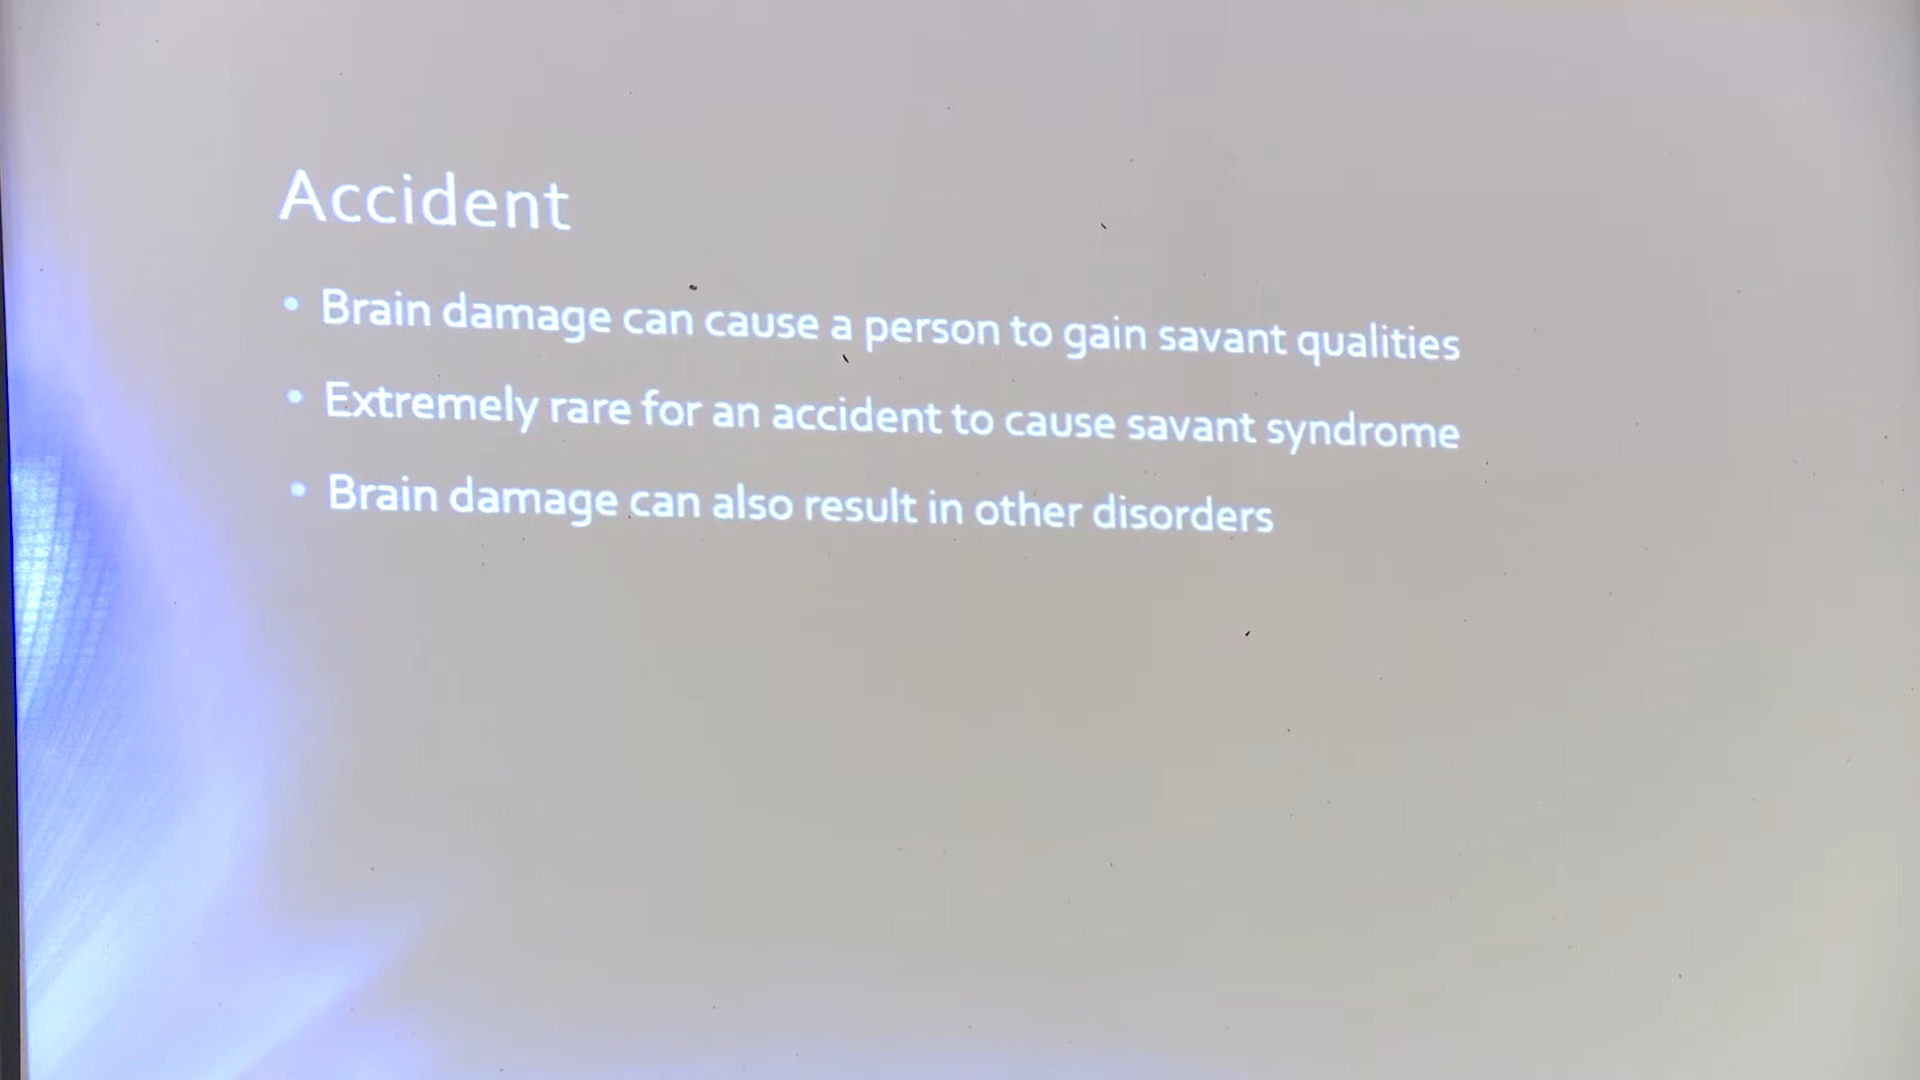 Accident
• Brain damage can cause a person to gain savant qualities
• Extremely rare for an accident to cause savant syndrome
• Brain damage can also result in other disorders